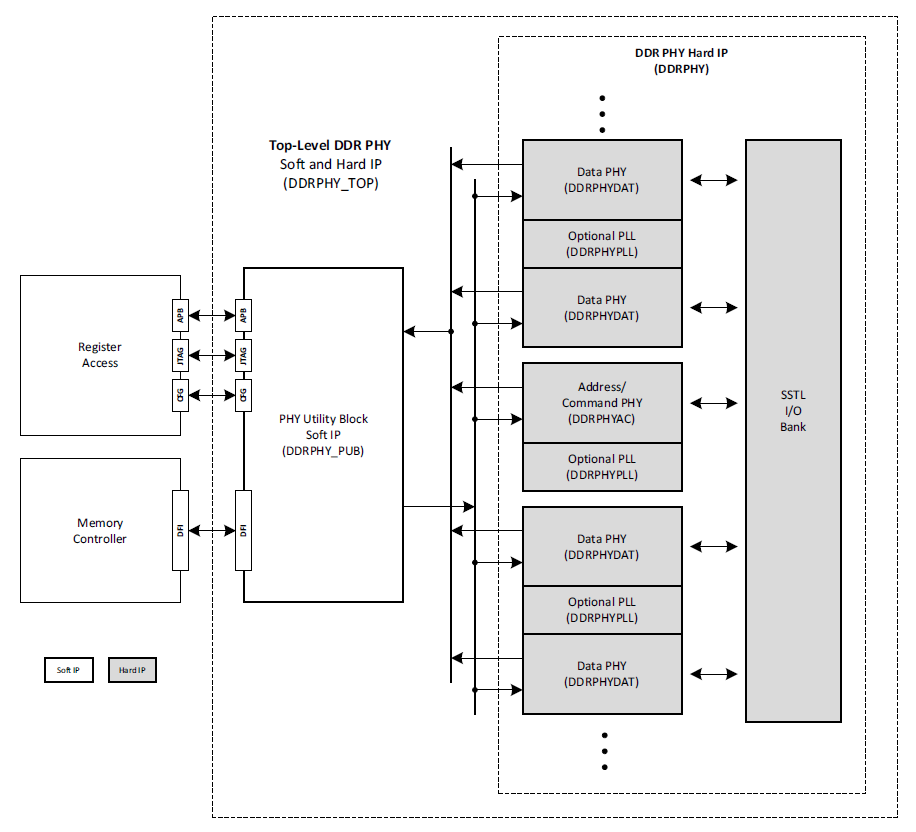 DDR PHY Hard IP
(DDRPHY)
Top-Level DDR PHY
Soft and Hard IP
(DDRPHY_TOP)
Data PHY
(DDRPHYDAT)
Optional PLL
(DDRPHYPLL)
Data PHY
(DDRPHYDAT)
Address/
Command PHY
(DDRPHYAC)
Optional PLL
(DDRPHYPLL)
Data PHY
(DDRPHYDAT)
Optional PLL
(DDRPHYPLL)
Data PHY
(DDRPHYDAT)
SSTL
I/O
Bank
Register
Access
APB
JTAG
CFG
APB
JTAG
CFG
PHY Utility Block
Soft IP
(DDRPHY_PUB)
Memory
Controller
DFI
DFI
Soft IP
Hard IP